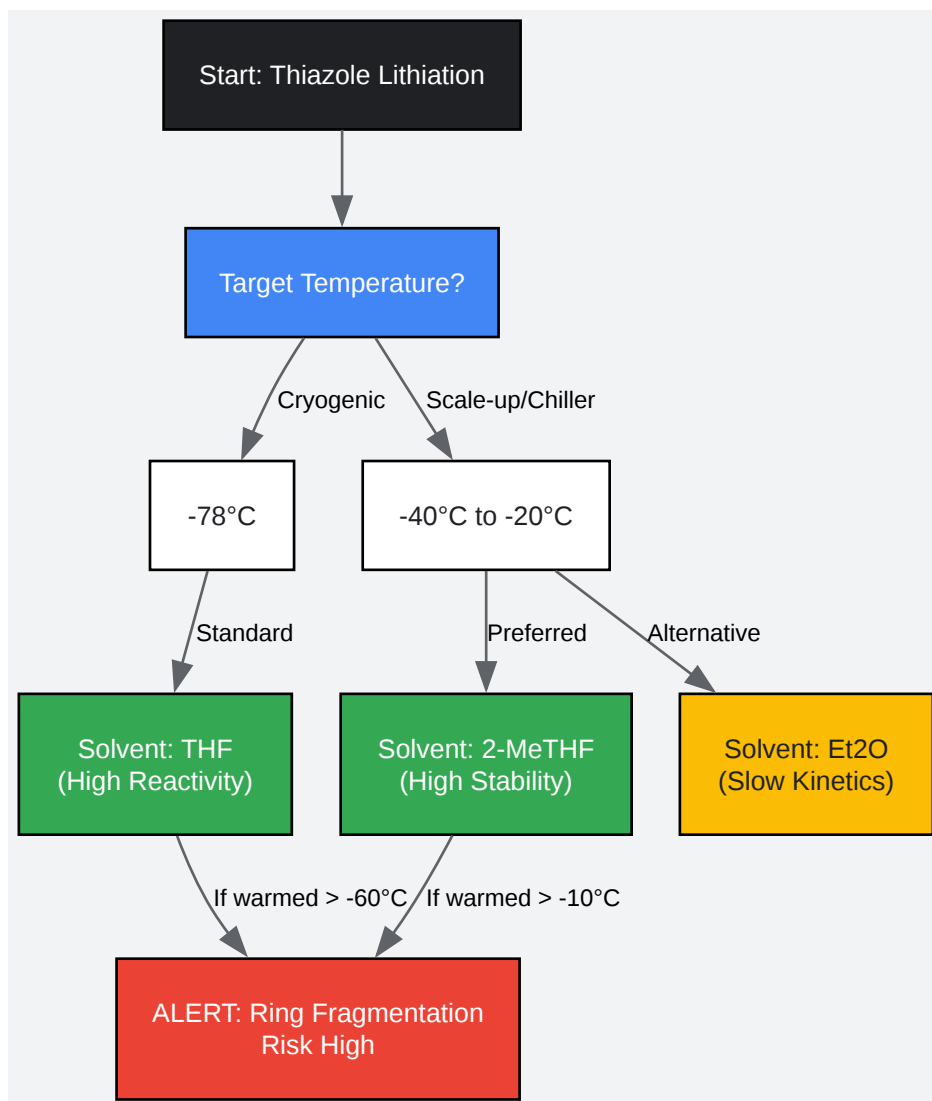 Start: Thiazole Lithiation
Target Temperature?
Cryogenic
Scale-up/Chiller
-78°C
-40°C to -20°C
Standard
Preferred
Alternative
Solvent: THF
(High Reactivity)
Solvent: 2-MeTHF
(High Stability)
Solvent: Et2O
(Slow Kinetics)
If warmed > -60°C
If warmed > -10°C
ALERT: Ring Fragmentation
Risk High